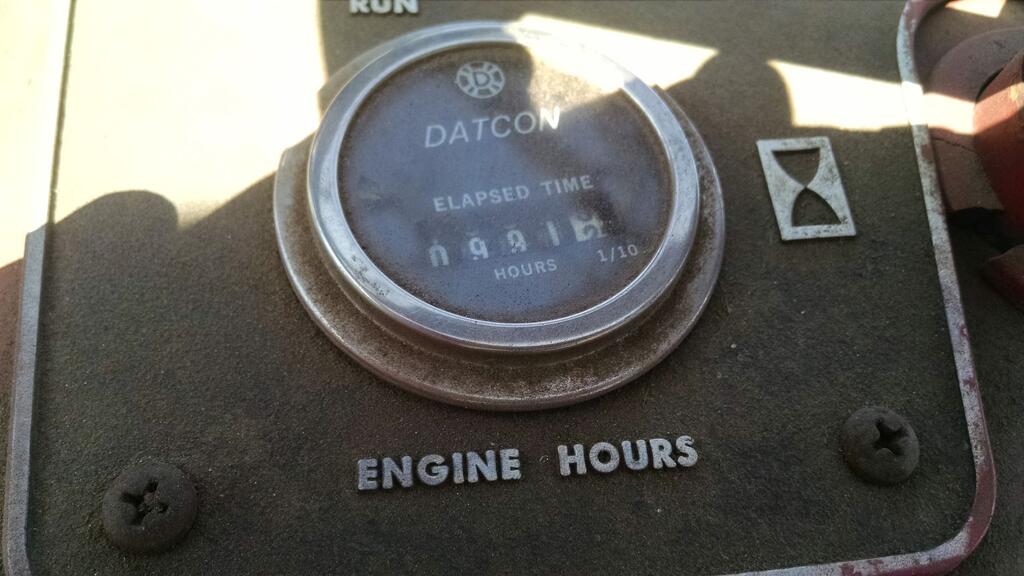 RUN
D
DATCON
ELAPSED TIME
HOURS 1/10
ENGINE HOURS